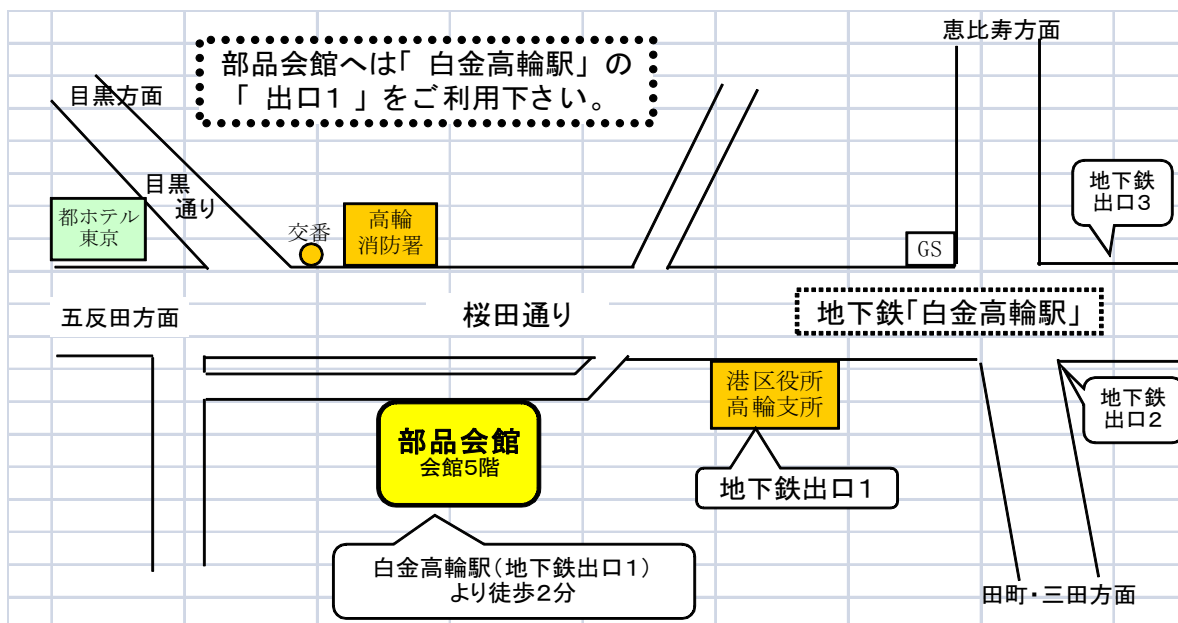 恵比寿方面
部品会館へは「 白金高輪駅」 の
「 出口1 」 をご利用下さい。
目黒方面
目黒
通り
地下鉄
出口3
都ホテル
東京
交番
高輪
消防署
GS
五反田方面
桜田通り
地下鉄「白金高輪駅」
港区役所
高輪支所
地下鉄
出口2
部品会館
会館5階
地下鉄出口1
白金高輪駅(地下鉄出口1)
より徒歩2分
田町・三田方面